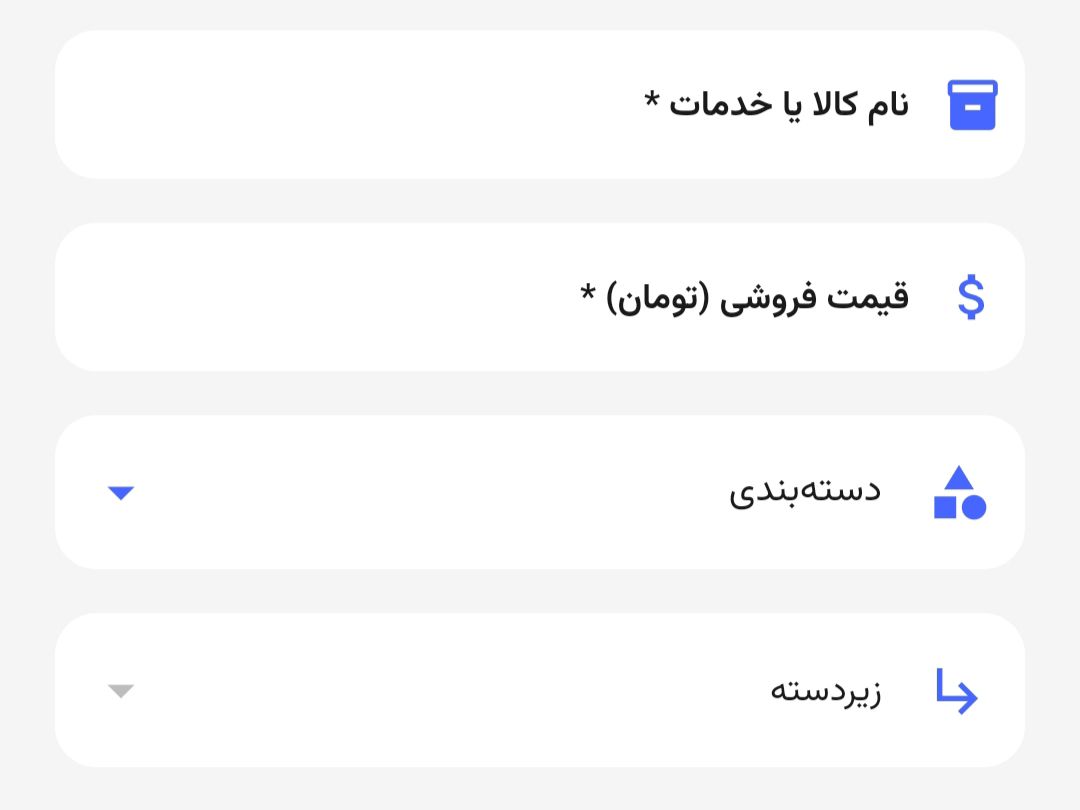 نام کالا یا خدمات *
قیمت فروشی (تومان) *
دسته‌بندی
زیردسته